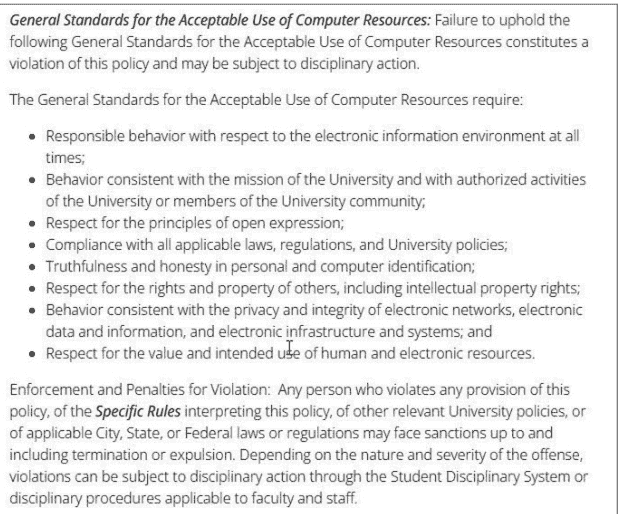 General Standards for the Acceptable Use of Computer Resources: Failure to uphold the
following General Standards for the Acceptable Use of Computer Resources constitutes a
violation of this policy and may be subject to disciplinary action.
The General Standards for the Acceptable Use of Computer Resources require:
• Responsible behavior with respect to the electronic information environment at all
times;
• Behavior consistent with the mission of the University and with authorized activities
of the University or members of the University community;
• Respect for the principles of open expression;
• Compliance with all applicable laws, regulations, and University policies;
• Truthfulness and honesty in personal and computer identification;
• Respect for the rights and property of others, including intellectual property rights;
• Behavior consistent with the privacy and integrity of electronic networks, electronic
data and information, and electronic infrastructure and systems; and
• Respect for the value and intended use of human and electronic resources.
Enforcement and Penalties for Violation: Any person who violates any provision of this
policy, of the Specific Rules interpreting this policy, of other relevant University policies, or
of applicable City, State, or Federal laws or regulations may face sanctions up to and
including termination or expulsion. Depending on the nature and severity of the offense,
violations can be subject to disciplinary action through the Student Disciplinary System or
disciplinary procedures applicable to faculty and staff.